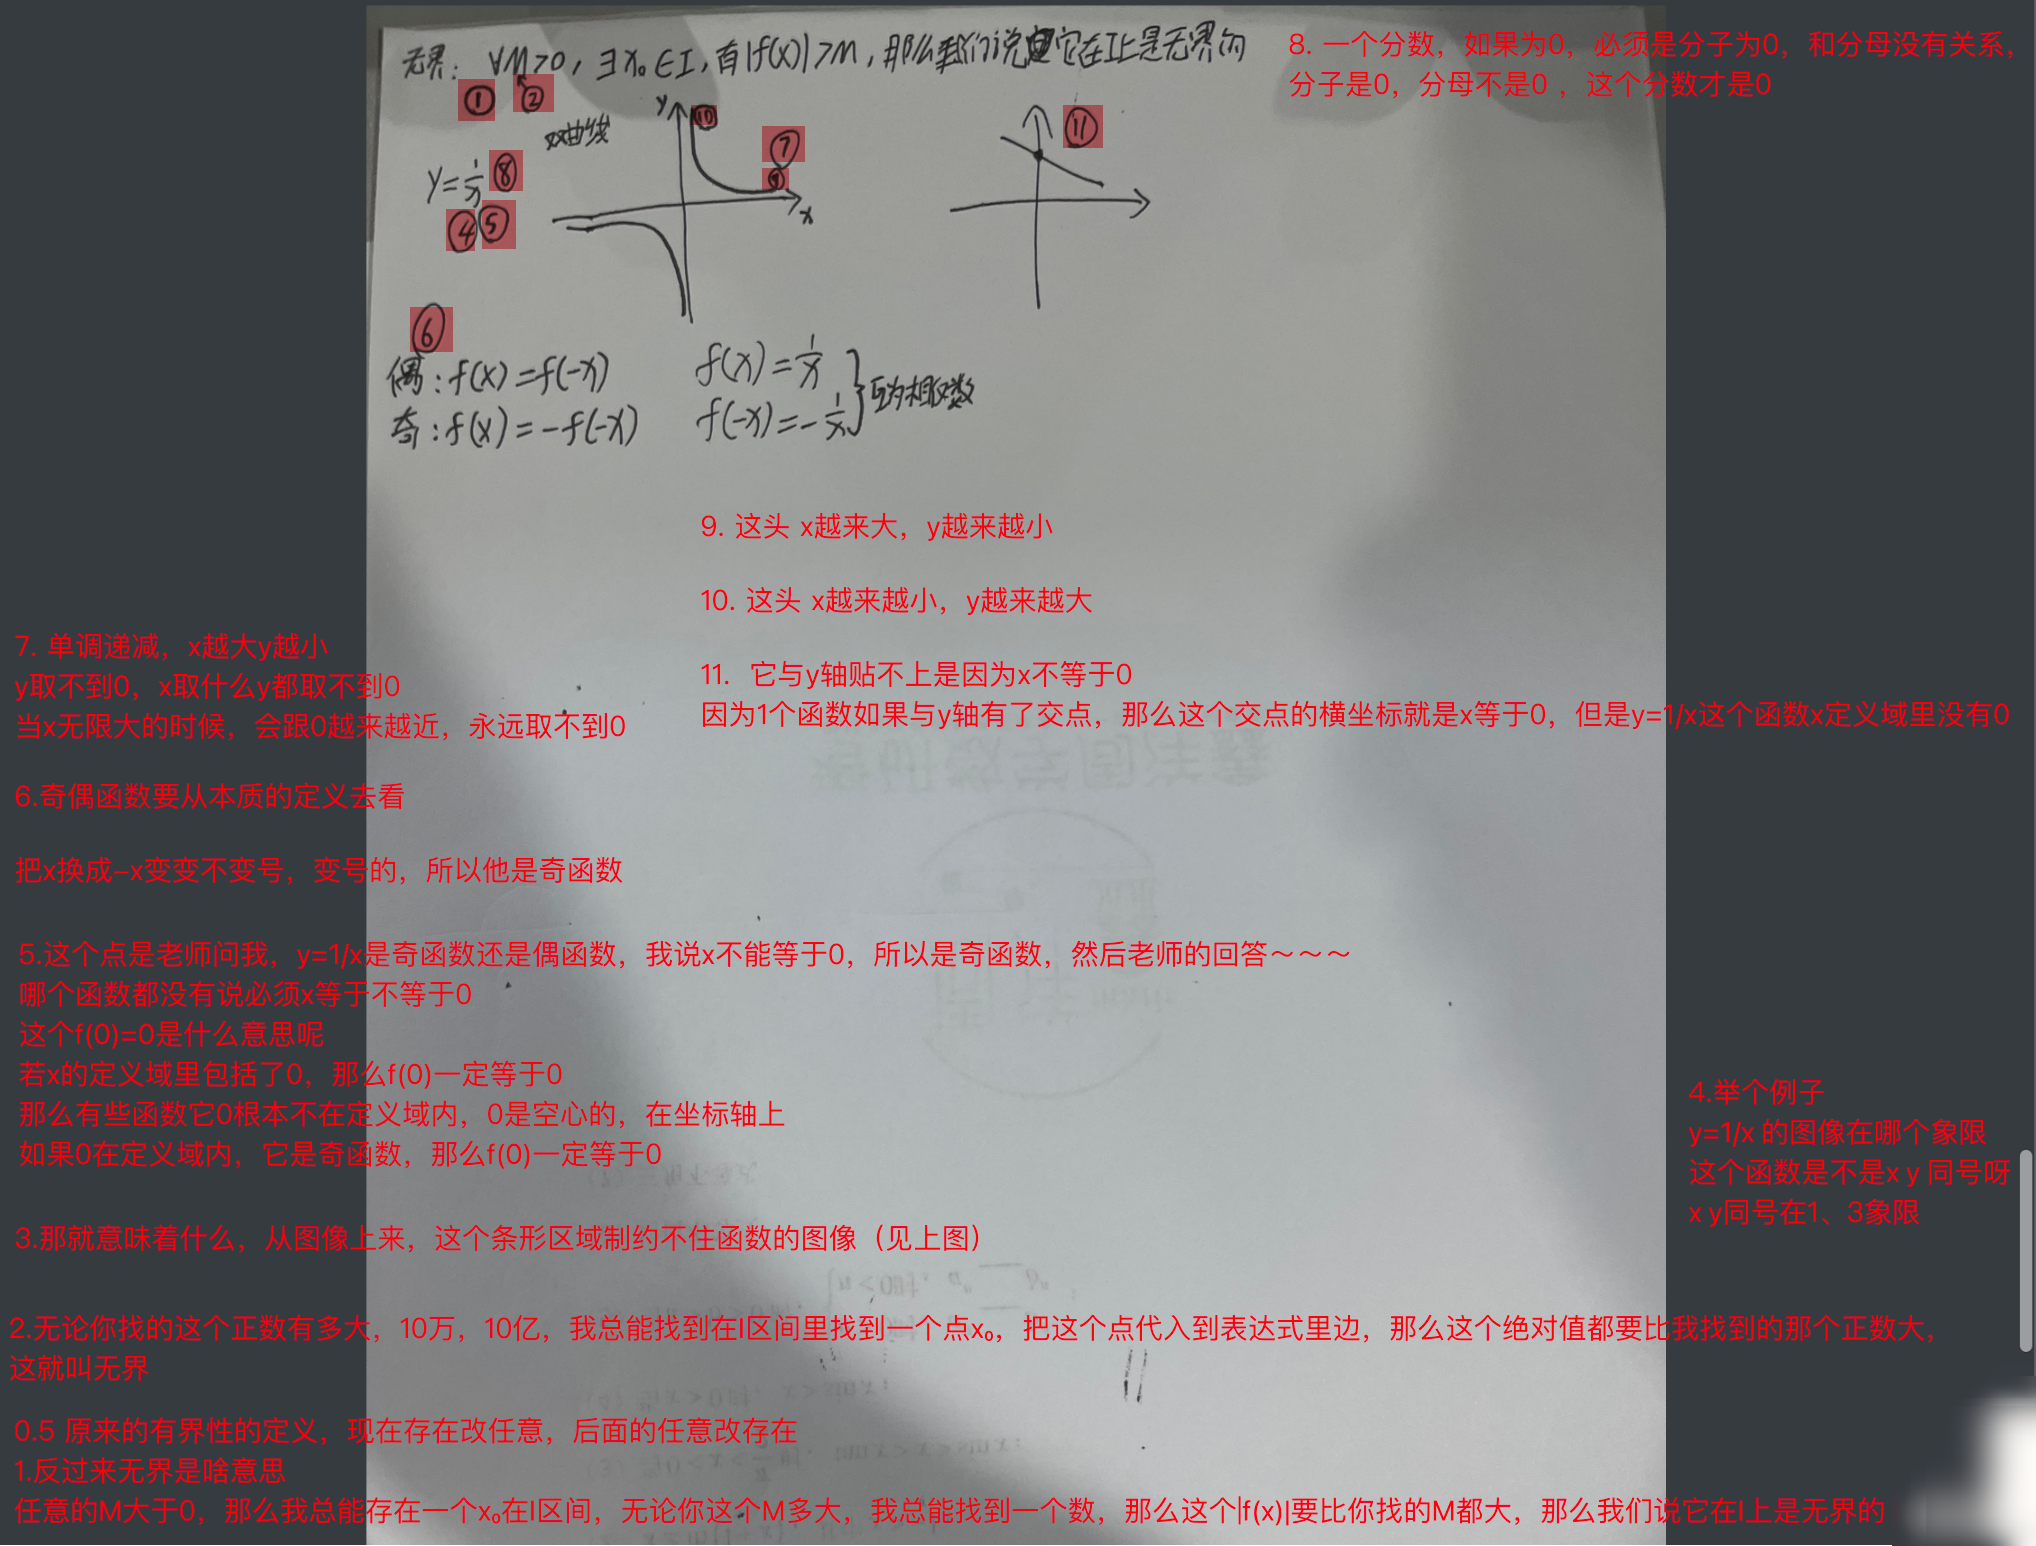 无界: ∀M>0, ∃x₀∈I, 有|f(x)|>M, 那么我们说它在I上是无界的
① ②
双曲线
y
⑩
⑦
⑨
x
⑪
y=1/x ⑧
④ ⑤
⑥
偶: f(x)=f(-x)
奇: f(x)=-f(-x)
f(x)=1/x
f(-x)=-1/x
互为相反数
8. 一个分数，如果为0，必须是分子为0，和分母没有关系，
分子是0，分母不是0 ，这个分数才是0
9. 这头 x越来大，y越来越小
10. 这头 x越来越小，y越来越大
11. 它与y轴贴不上是因为x不等于0
因为1个函数如果与y轴有了交点，那么这个交点的横坐标就是x等于0，但是y=1/x这个函数x定义域里没有0
7. 单调递减，x越大y越小
y取不到0，x取什么y都取不到0
当x无限大的时候，会跟0越来越近，永远取不到0
6.奇偶函数要从本质的定义去看
把x换成-x变变不变号，变号的，所以他是奇函数
5.这个点是老师问我，y=1/x是奇函数还是偶函数，我说x不能等于0，所以是奇函数，然后老师的回答～～～
哪个函数都没有说必须x等于不等于0
这个f(0)=0是什么意思呢
若x的定义域里包括了0，那么f(0)一定等于0
那么有些函数它0根本不在定义域内，0是空心的，在坐标轴上
如果0在定义域内，它是奇函数，那么f(0)一定等于0
4.举个例子
y=1/x 的图像在哪个象限
这个函数是不是x y 同号呀
x y同号在1、3象限
3.那就意味着什么，从图像上来，这个条形区域制约不住函数的图像（见上图）
2.无论你找的这个正数有多大，10万，10亿，我总能找到在I区间里找到一个点x₀，把这个点代入到表达式里边，那么这个绝对值都要比我找到的那个正数大，
这就叫无界
0.5 原来的有界性的定义，现在存在改任意，后面的任意改存在
1.反过来无界是啥意思
任意的M大于0，那么我总能存在一个x₀在I区间，无论你这个M多大，我总能找到一个数，那么这个|f(x)|要比你找的M都大，那么我们说它在I上是无界的